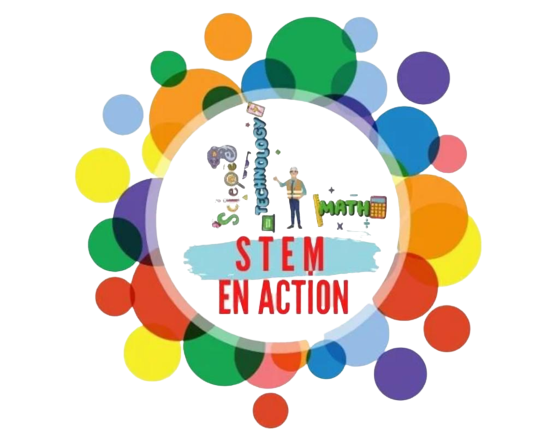 Science
TECHNOLOGY
MATH
STEM
EN ACTION